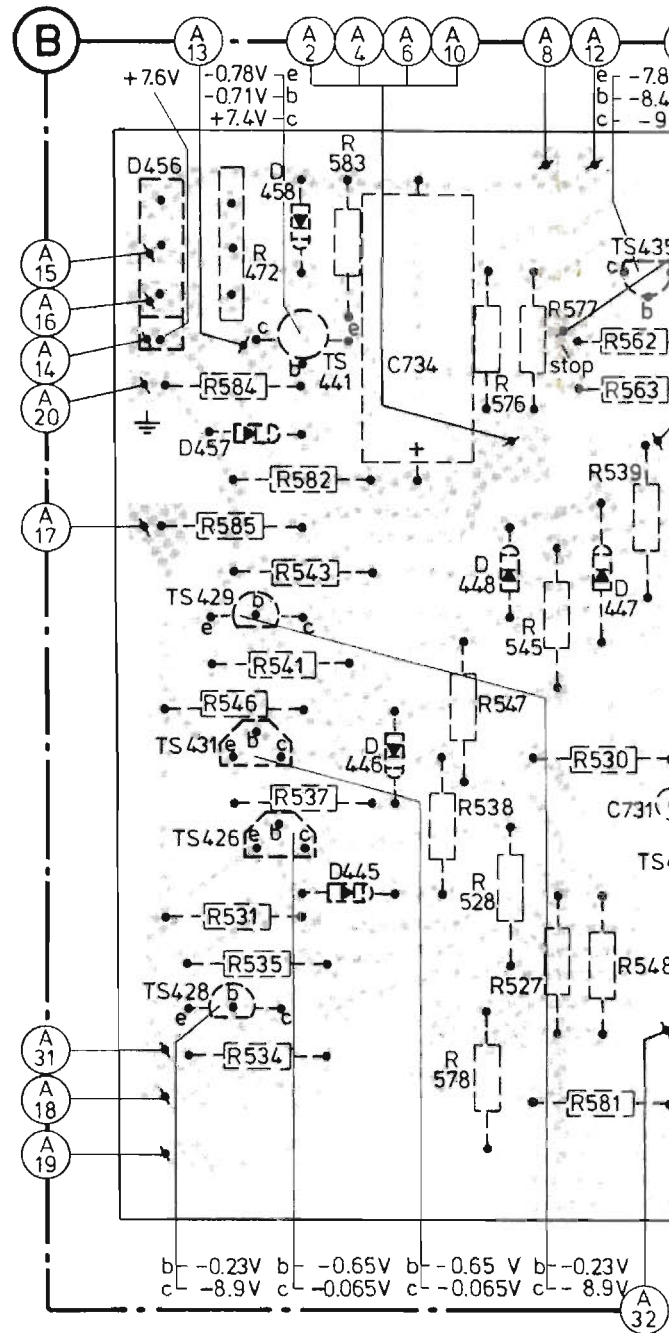 B
A 13
A 2
A 4
A 6
A 10
A 8
A 12
+7.6V
-0.78V e
-0.71V b
+7.4V c
e -7.8
b -8.4
c -9
R 583
D456
D 458
R 472
TS435
c
b
A 15
A 16
A 14
A 20
R577
R562
c
e
b
TS 441
C734
stop
R584
R 576
R563
D457
+
R582
R539
A 17
R585
R543
D 448
D 447
TS429
b
e
c
R 545
R541
R546
R547
TS431
e
b
c
D 446
R530
R537
R538
C731
TS426
e
b
c
TS4
D445
R 528
R531
R535
R527
R548
TS428
b
e
c
A 31
R534
R 578
A 18
R581
A 19
b -0.23V
c -8.9V
b -0.65V
c -0.065V
b -0.65 V
c -0.065V
b -0.23V
c 8.9V
A 32